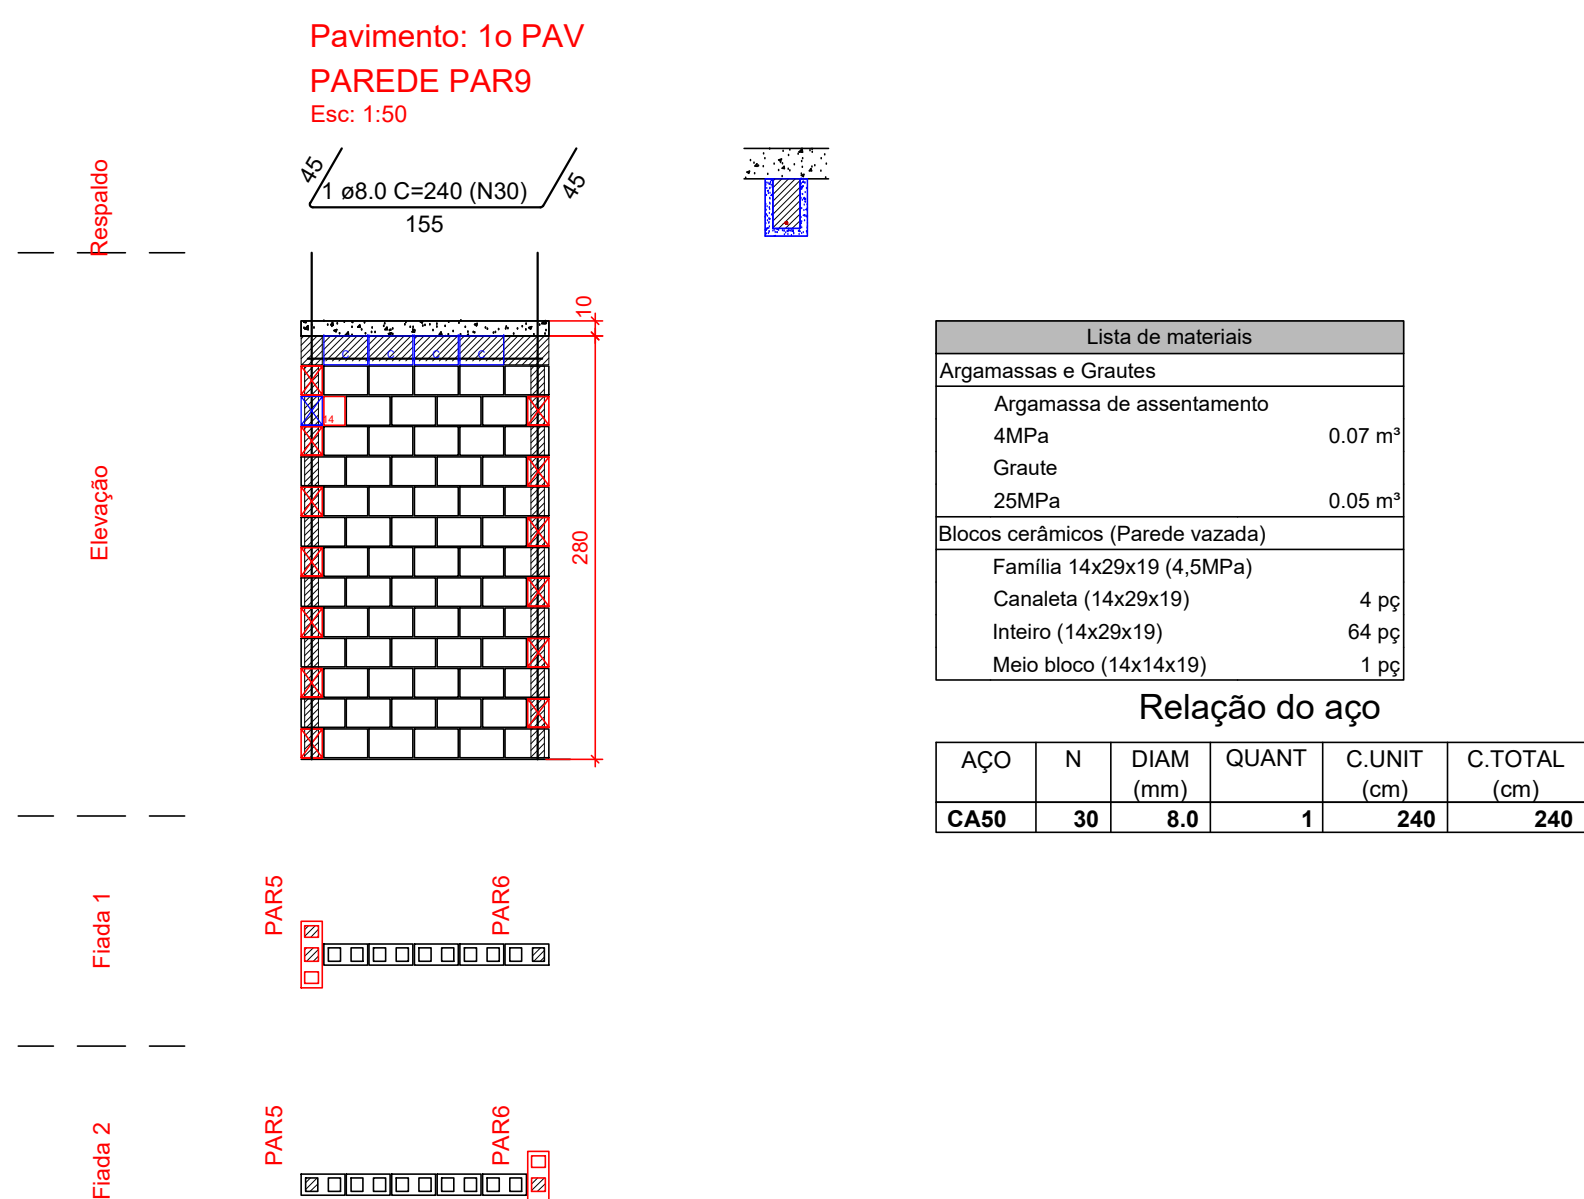 Pavimento: 1o PAV
PAREDE PAR9
Esc: 1:50
Respaldo
45
1 ø8.0 C=240 (N30)
45
155
10
C C C C
14
280
Elevação
Lista de materiais
Argamassas e Grautes
Argamassa de assentamento
4MPa 0.07 m³
Graute
25MPa 0.05 m³
Blocos cerâmicos (Parede vazada)
Família 14x29x19 (4,5MPa)
Canaleta (14x29x19) 4 pç
Inteiro (14x29x19) 64 pç
Meio bloco (14x14x19) 1 pç
Relação do aço
AÇO N DIAM QUANT C.UNIT C.TOTAL
(mm) (cm) (cm)
CA50 30 8.0 1 240 240
Fiada 1
PAR5
PAR6
Fiada 2
PAR5
PAR6